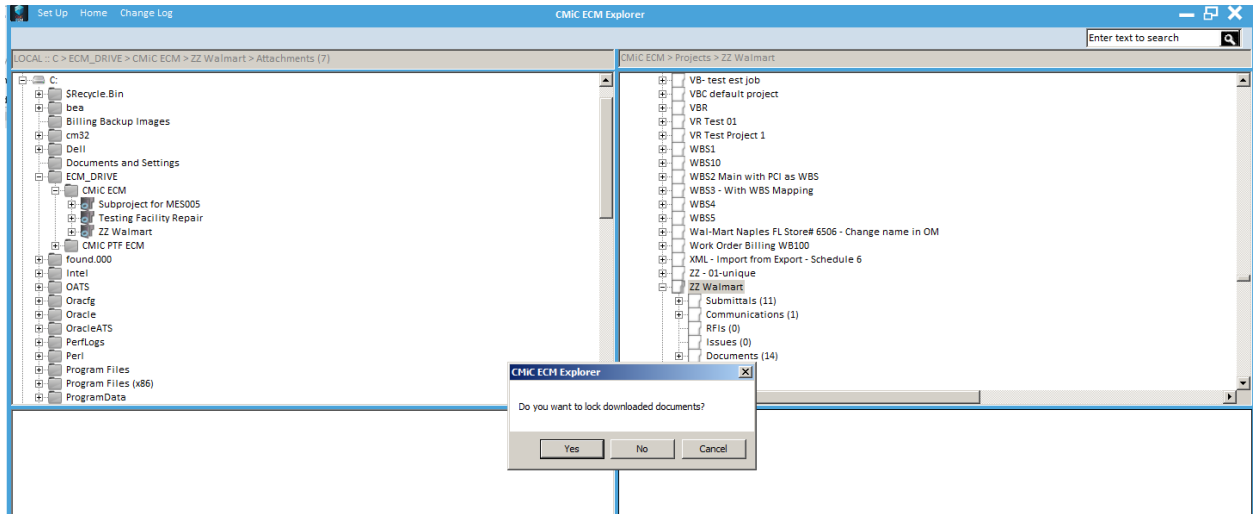 Set Up Home Change Log CMiC ECM Explorer
Enter text to search
LOCAL :: C > ECM_DRIVE > CMiC ECM > ZZ Walmart > Attachments (7)
CMiC ECM > Projects > ZZ Walmart
C:
$Recycle.Bin
bea
Billing Backup Images
cm32
Dell
Documents and Settings
ECM_DRIVE
CMiC ECM
Subproject for MES005
Testing Facility Repair
ZZ Walmart
CMIC PTF ECM
found.000
Intel
OATS
Oracfg
Oracle
OracleATS
PerfLogs
Perl
Program Files
Program Files (x86)
ProgramData
VB- test est job
VBC default project
VBR
VR Test 01
VR Test Project 1
WBS1
WBS10
WBS2 Main with PCI as WBS
WBS3 - With WBS Mapping
WBS4
WBS5
Wal-Mart Naples FL Store# 6506 - Change name in OM
Work Order Billing WB100
XML - Import from Export - Schedule 6
ZZ - 01-unique
ZZ Walmart
Submittals (11)
Communications (1)
RFIs (0)
Issues (0)
Documents (14)
CMiC ECM Explorer
Do you want to lock downloaded documents?
Yes No Cancel